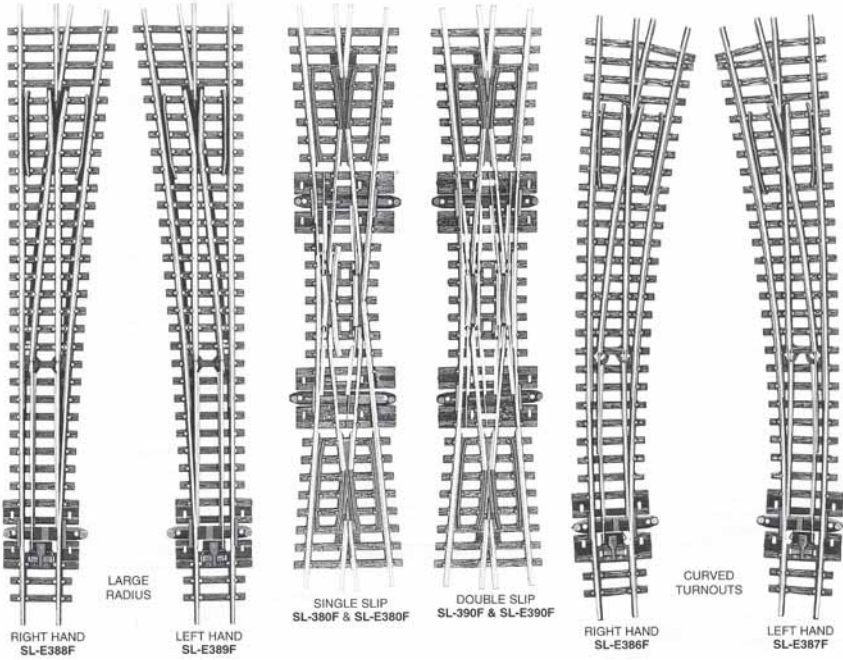 LARGE
RADIUS
RIGHT HAND
SL-E388F
LEFT HAND
SL-E389F
SINGLE SLIP
SL-380F & SL-E380F
DOUBLE SLIP
SL-390F & SL-E390F
CURVED
TURNOUTS
RIGHT HAND
SL-E386F
LEFT HAND
SL-E387F